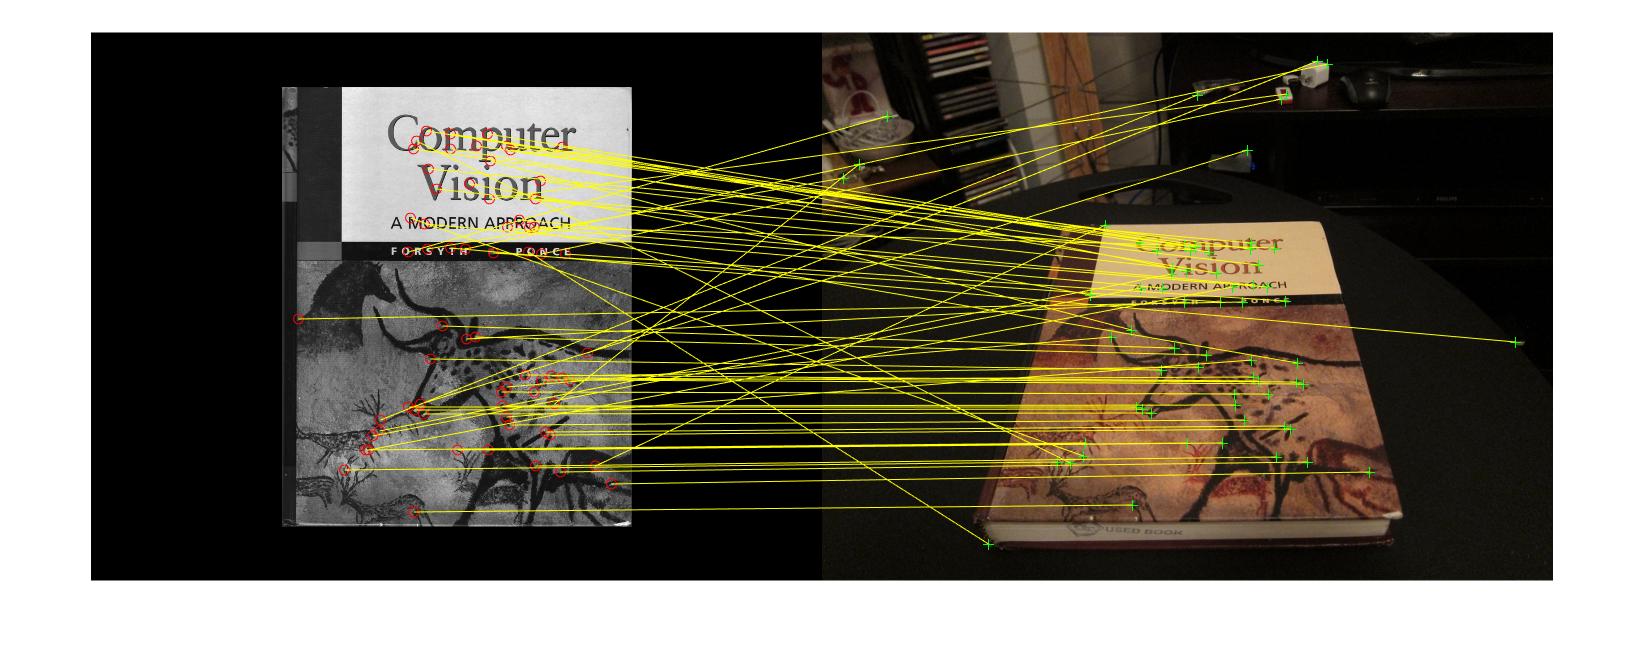 Computer
Vision
A MODERN APPROACH
FORSYTH PONCE
Computer
Vision
A MODERN APPROACH
FORSYTH PONCE
USED BOOK